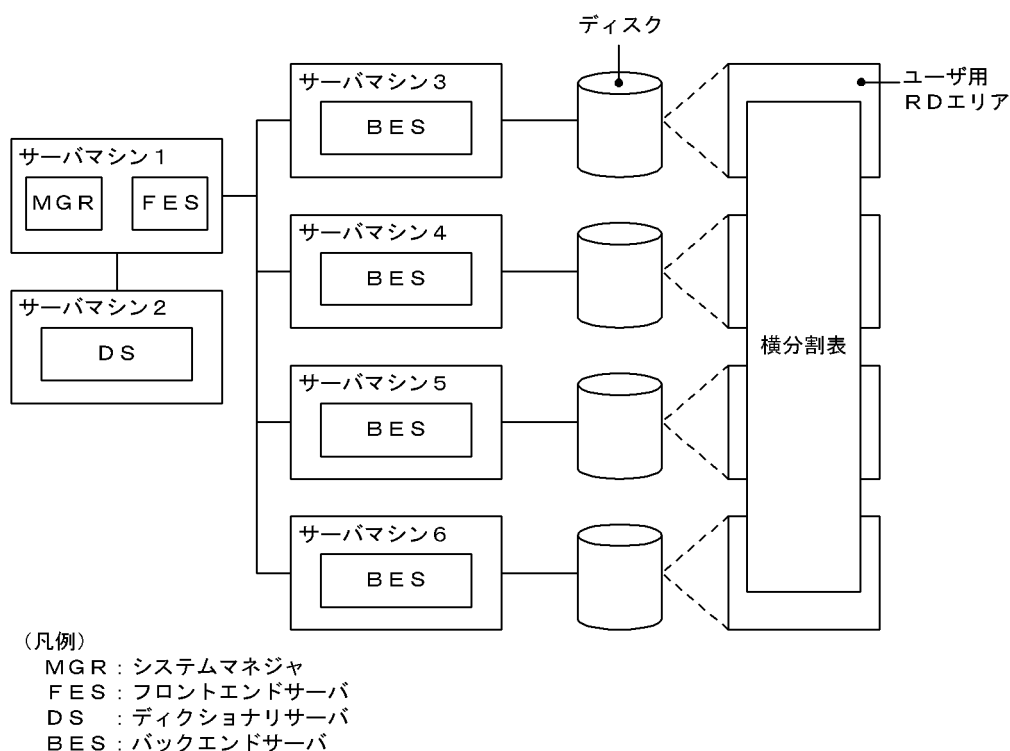 ディスク
サーバマシン3
BES
ユーザ用
RDエリア
サーバマシン1
MGR
FES
サーバマシン4
BES
サーバマシン2
DS
横分割表
サーバマシン5
BES
サーバマシン6
BES
(凡例)
MGR:システムマネジャ
FES:フロントエンドサーバ
DS :ディクショナリサーバ
BES:バックエンドサーバ